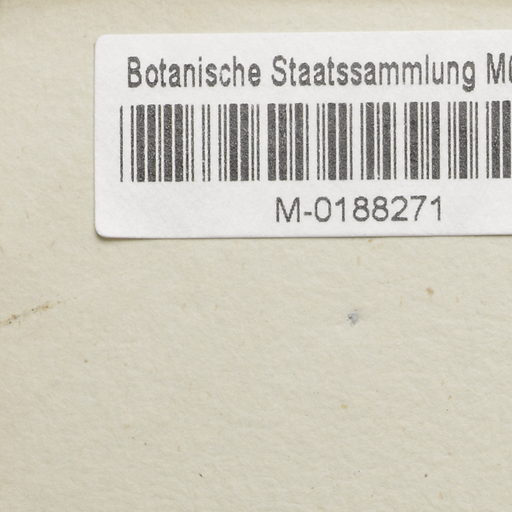 Botanische Staatssammlung
M-0188271